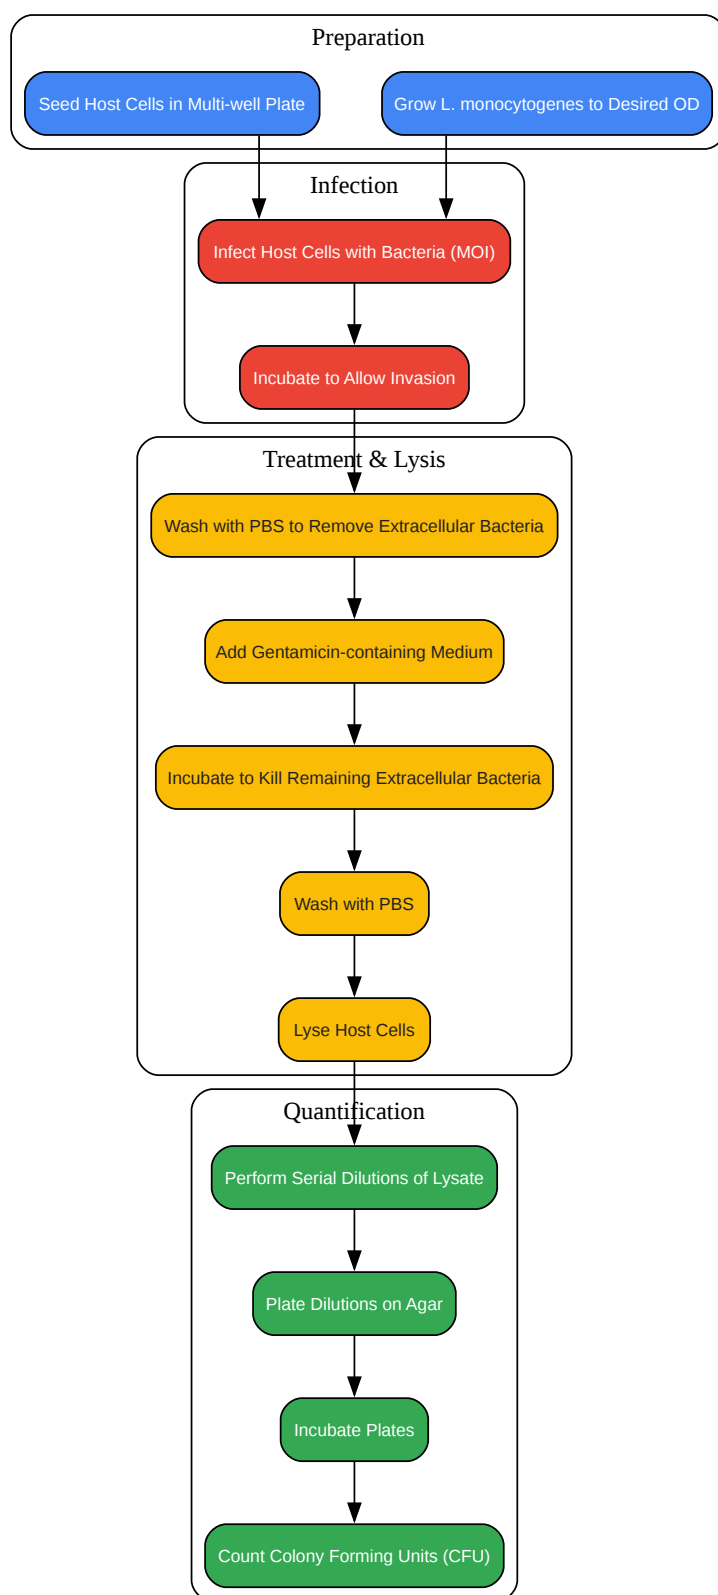 Preparation
Seed Host Cells in Multi-well Plate
Grow L. monocytogenes to Desired OD
Infection
Infect Host Cells with Bacteria (MOI)
Incubate to Allow Invasion
Treatment & Lysis
Wash with PBS to Remove Extracellular Bacteria
Add Gentamicin-containing Medium
Incubate to Kill Remaining Extracellular Bacteria
Wash with PBS
Lyse Host Cells
Quantification
Perform Serial Dilutions of Lysate
Plate Dilutions on Agar
Incubate Plates
Count Colony Forming Units (CFU)